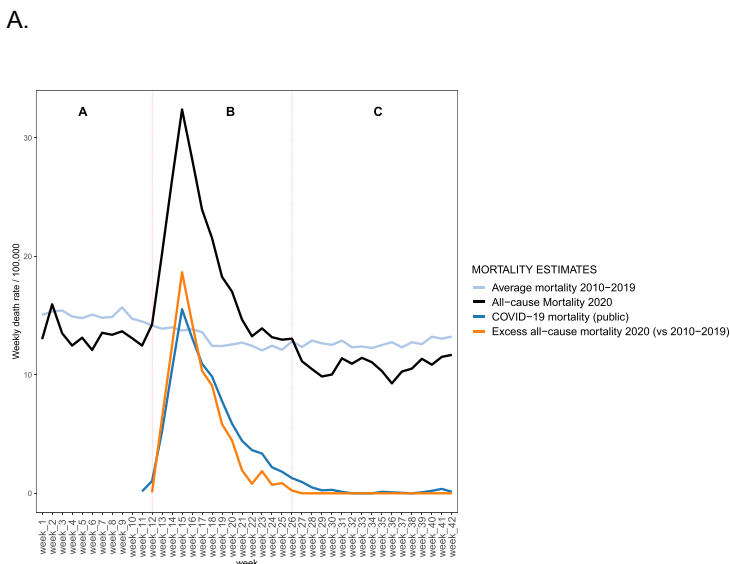 A.
A B C
30
20
10
0
Weekly death rate / 100,000
week_1 week_2 week_3 week_4 week_5 week_6 week_7 week_8 week_9 week_10 week_11 week_12 week_13 week_14 week_15 week_16 week_17 week_18 week_19 week_20 week_21 week_22 week_23 week_24 week_25 week_26 week_27 week_28 week_29 week_30 week_31 week_32 week_33 week_34 week_35 week_36 week_37 week_38 week_39 week_40 week_41 week_42
week
MORTALITY ESTIMATES
Average mortality 2010−2019
All−cause Mortality 2020
COVID−19 mortality (public)
Excess all−cause mortality 2020 (vs 2010−2019)